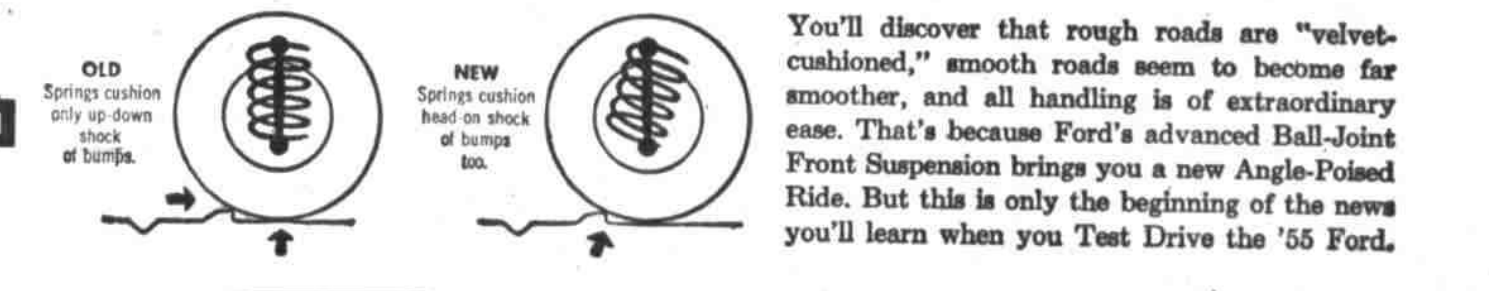 OLD
Springs cushion
only up-down
shock
of bumps.
NEW
Springs cushion
head-on shock
of bumps
too.
You'll discover that rough roads are "velvet-
cushioned," smooth roads seem to become far
smoother, and all handling is of extraordinary
ease. That's because Ford's advanced Ball-Joint
Front Suspension brings you a new Angle-Poised
Ride. But this is only the beginning of the news
you'll learn when you Test Drive the '55 Ford.